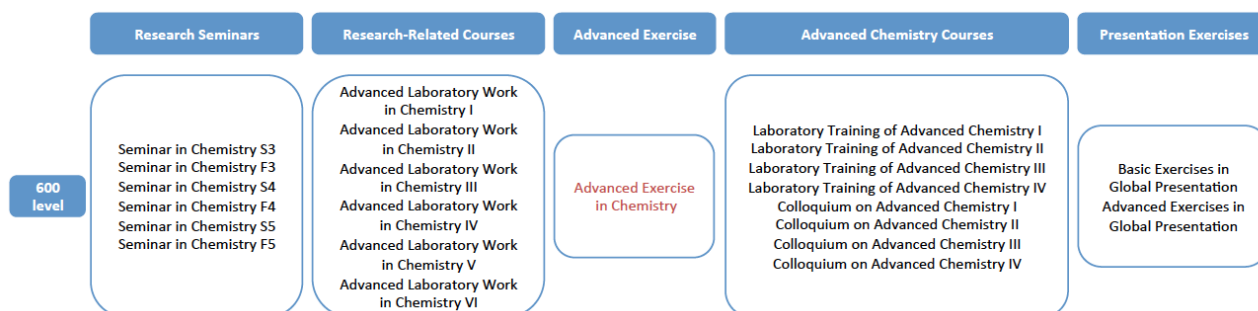 Research Seminars
Research-Related Courses
Advanced Exercise
Advanced Chemistry Courses
Presentation Exercises
600
level
Seminar in Chemistry S3
Seminar in Chemistry F3
Seminar in Chemistry S4
Seminar in Chemistry F4
Seminar in Chemistry S5
Seminar in Chemistry F5
Advanced Laboratory Work
in Chemistry I
Advanced Laboratory Work
in Chemistry II
Advanced Laboratory Work
in Chemistry III
Advanced Laboratory Work
in Chemistry IV
Advanced Laboratory Work
in Chemistry V
Advanced Laboratory Work
in Chemistry VI
Advanced Exercise
in Chemistry
Laboratory Training of Advanced Chemistry I
Laboratory Training of Advanced Chemistry II
Laboratory Training of Advanced Chemistry III
Laboratory Training of Advanced Chemistry IV
Colloquium on Advanced Chemistry I
Colloquium on Advanced Chemistry II
Colloquium on Advanced Chemistry III
Colloquium on Advanced Chemistry IV
Basic Exercises in
Global Presentation
Advanced Exercises in
Global Presentation